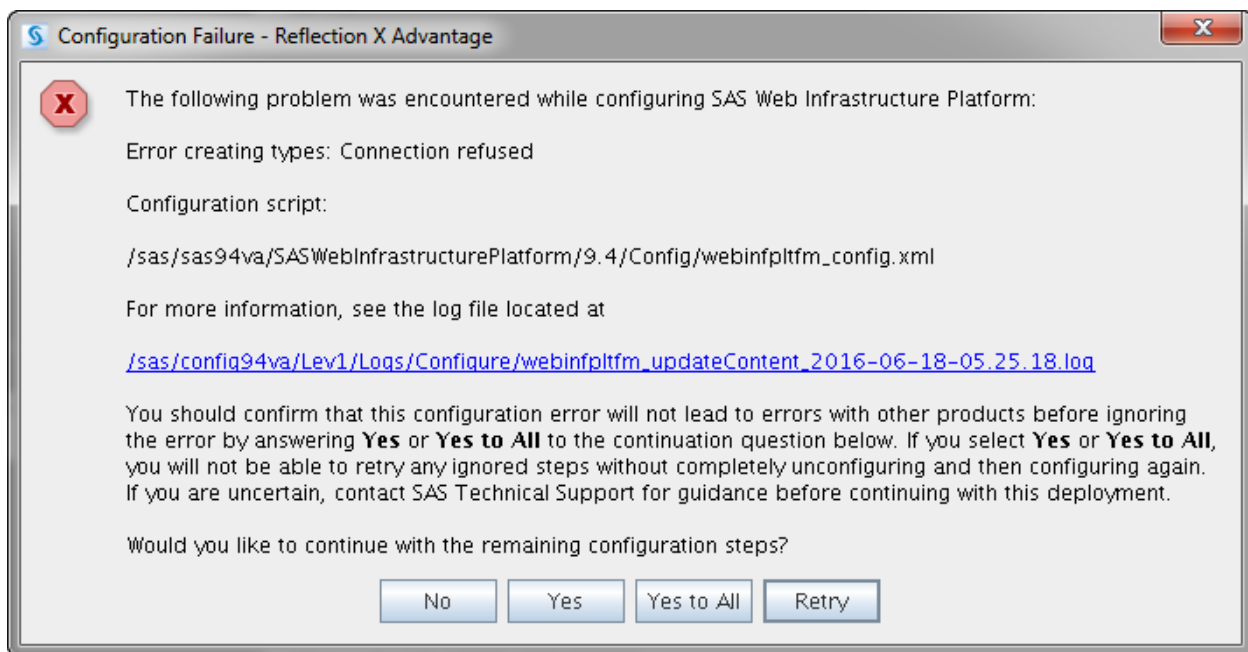 Configuration Failure - Reflection X Advantage
The following problem was encountered while configuring SAS Web Infrastructure Platform:
Error creating types: Connection refused
Configuration script:
/sas/sas94va/SASWebInfrastructurePlatform/9.4/Config/webinfpltfm_config.xml
For more information, see the log file located at
/sas/config94va/Lev1/Logs/Configure/webinfpltfm_updateContent_2016-06-18-05.25.18.log
You should confirm that this configuration error will not lead to errors with other products before ignoring
the error by answering Yes or Yes to All to the continuation question below. If you select Yes or Yes to All,
you will not be able to retry any ignored steps without completely unconfiguring and then configuring again.
If you are uncertain, contact SAS Technical Support for guidance before continuing with this deployment.
Would you like to continue with the remaining configuration steps?
No Yes Yes to All Retry